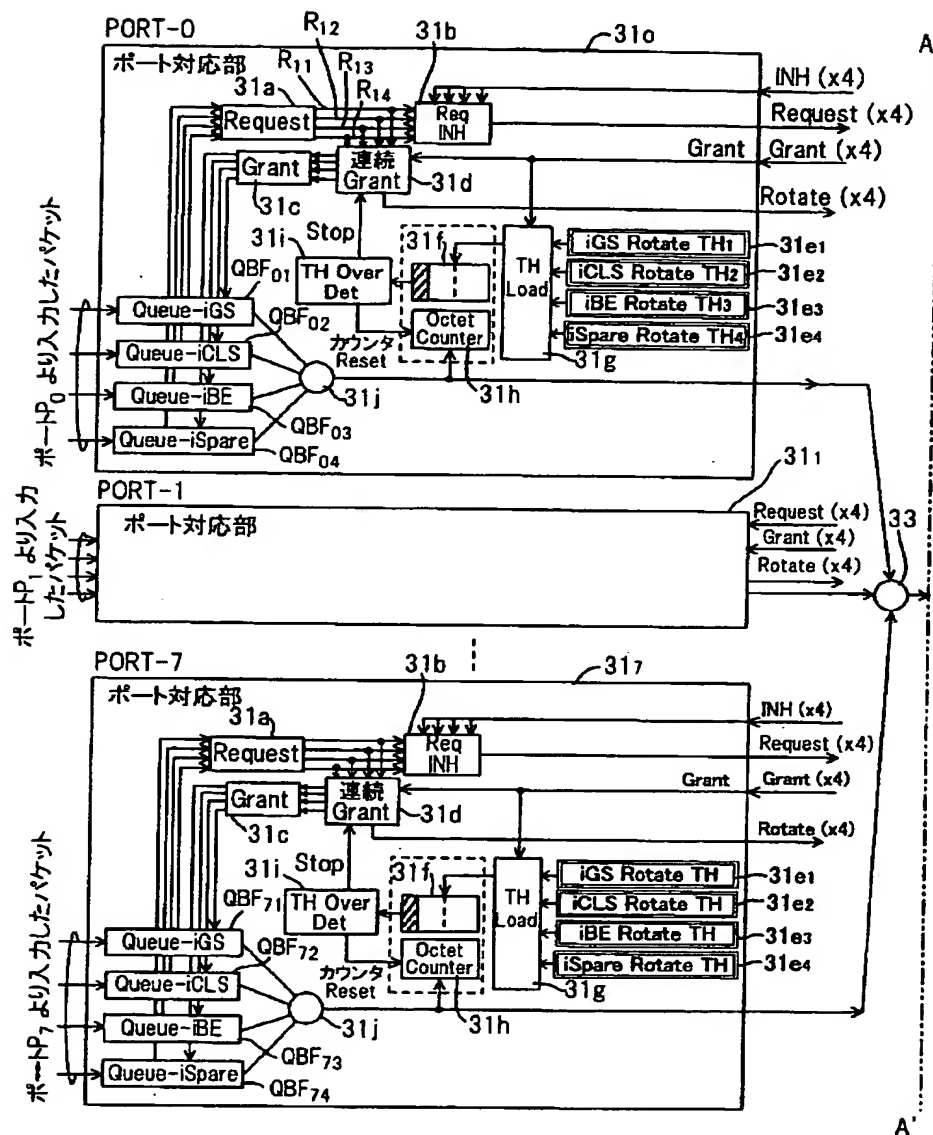 PORT-0
R12
31b
31₀
A
ポート対応部
R11
R13
31a
R14
INH (x4)
Request
Req INH
Request (x4)
Grant
連続 Grant
31d
Grant
Grant (x4)
31c
Rotate (x4)
31i
Stop
31f
TH Over Det
TH Load
iGS Rotate TH1
31e1
iCLS Rotate TH2
31e2
iBE Rotate TH3
31e3
iSpare Rotate TH4
31e4
Octet Counter
カウンタ Reset
31g
31h
31j
ポートP0より入力したパケット
Queue-iGS
QBF01
Queue-iCLS
QBF02
Queue-iBE
QBF03
Queue-iSpare
QBF04
PORT-1
31₁
ポート対応部
Request (x4)
33
Grant (x4)
Rotate (x4)
ポートP1より入力
したパケット
PORT-7
31b
31₇
ポート対応部
31a
INH (x4)
Request
Req INH
Request (x4)
Grant
連続 Grant
31d
Grant
Grant (x4)
31c
Rotate (x4)
31i
Stop
31f
TH Over Det
TH Load
iGS Rotate TH
31e1
iCLS Rotate TH
31e2
iBE Rotate TH
31e3
iSpare Rotate TH
31e4
Octet Counter
カウンタ Reset
31g
31h
31j
ポートP7より入力したパケット
Queue-iGS
QBF71
Queue-iCLS
QBF72
Queue-iBE
QBF73
Queue-iSpare
QBF74
A'